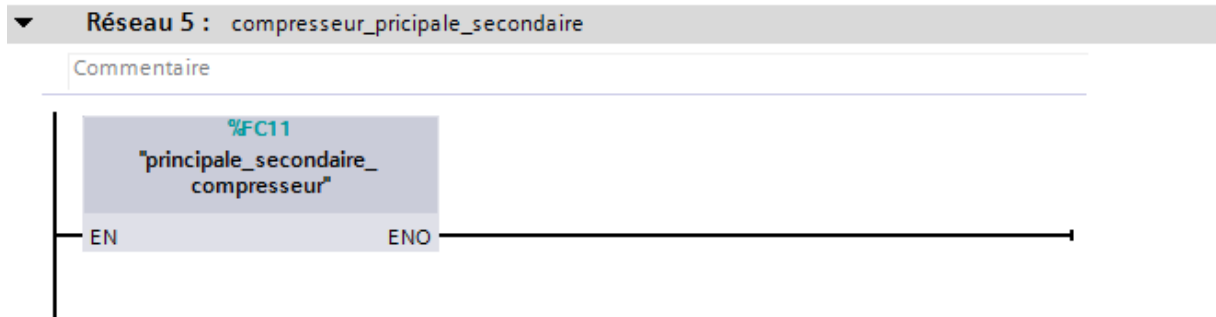 Réseau 5 : compresseur_pricipale_secondaire
Commentaire
%FC11
"principale_secondaire_
compresseur"
EN ENO